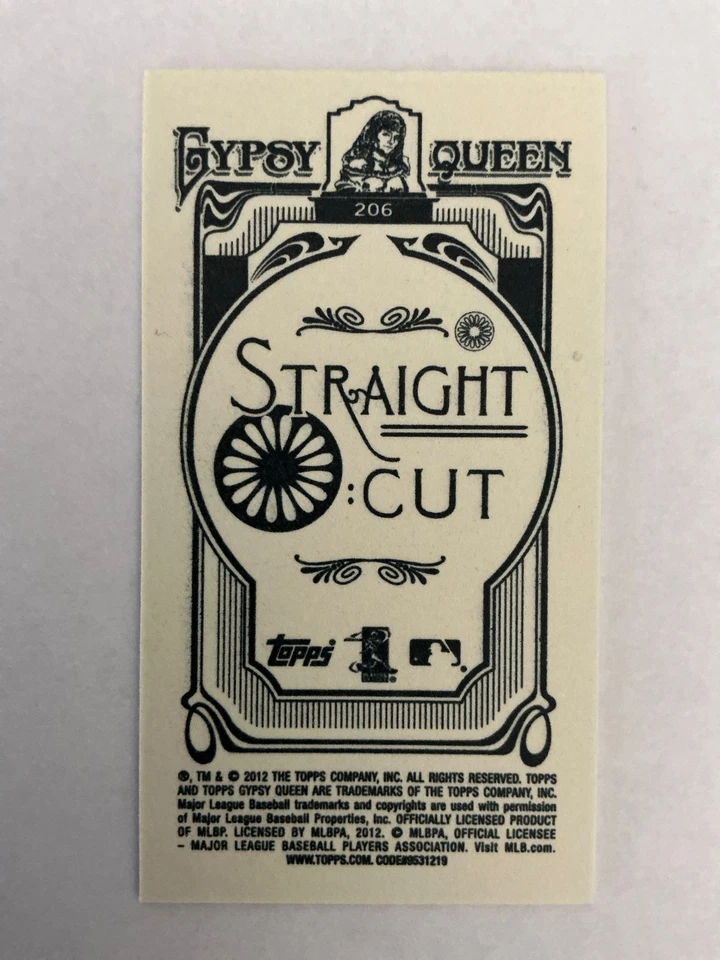 GYPSY QUEEN
206
STRAIGHT
:CUT
topps®
®, TM & © 2012 THE TOPPS COMPANY, INC. ALL RIGHTS RESERVED. TOPPS
AND TOPPS GYPSY QUEEN ARE TRADEMARKS OF THE TOPPS COMPANY, INC.
Major League Baseball trademarks and copyrights are used with permission
of Major League Baseball Properties, Inc. OFFICIALLY LICENSED PRODUCT
OF MLBP. LICENSED BY MLBPA, 2012. © MLBPA, OFFICIAL LICENSEE
– MAJOR LEAGUE BASEBALL PLAYERS ASSOCIATION. Visit MLB.com.
WWW.TOPPS.COM. CODE#9531219